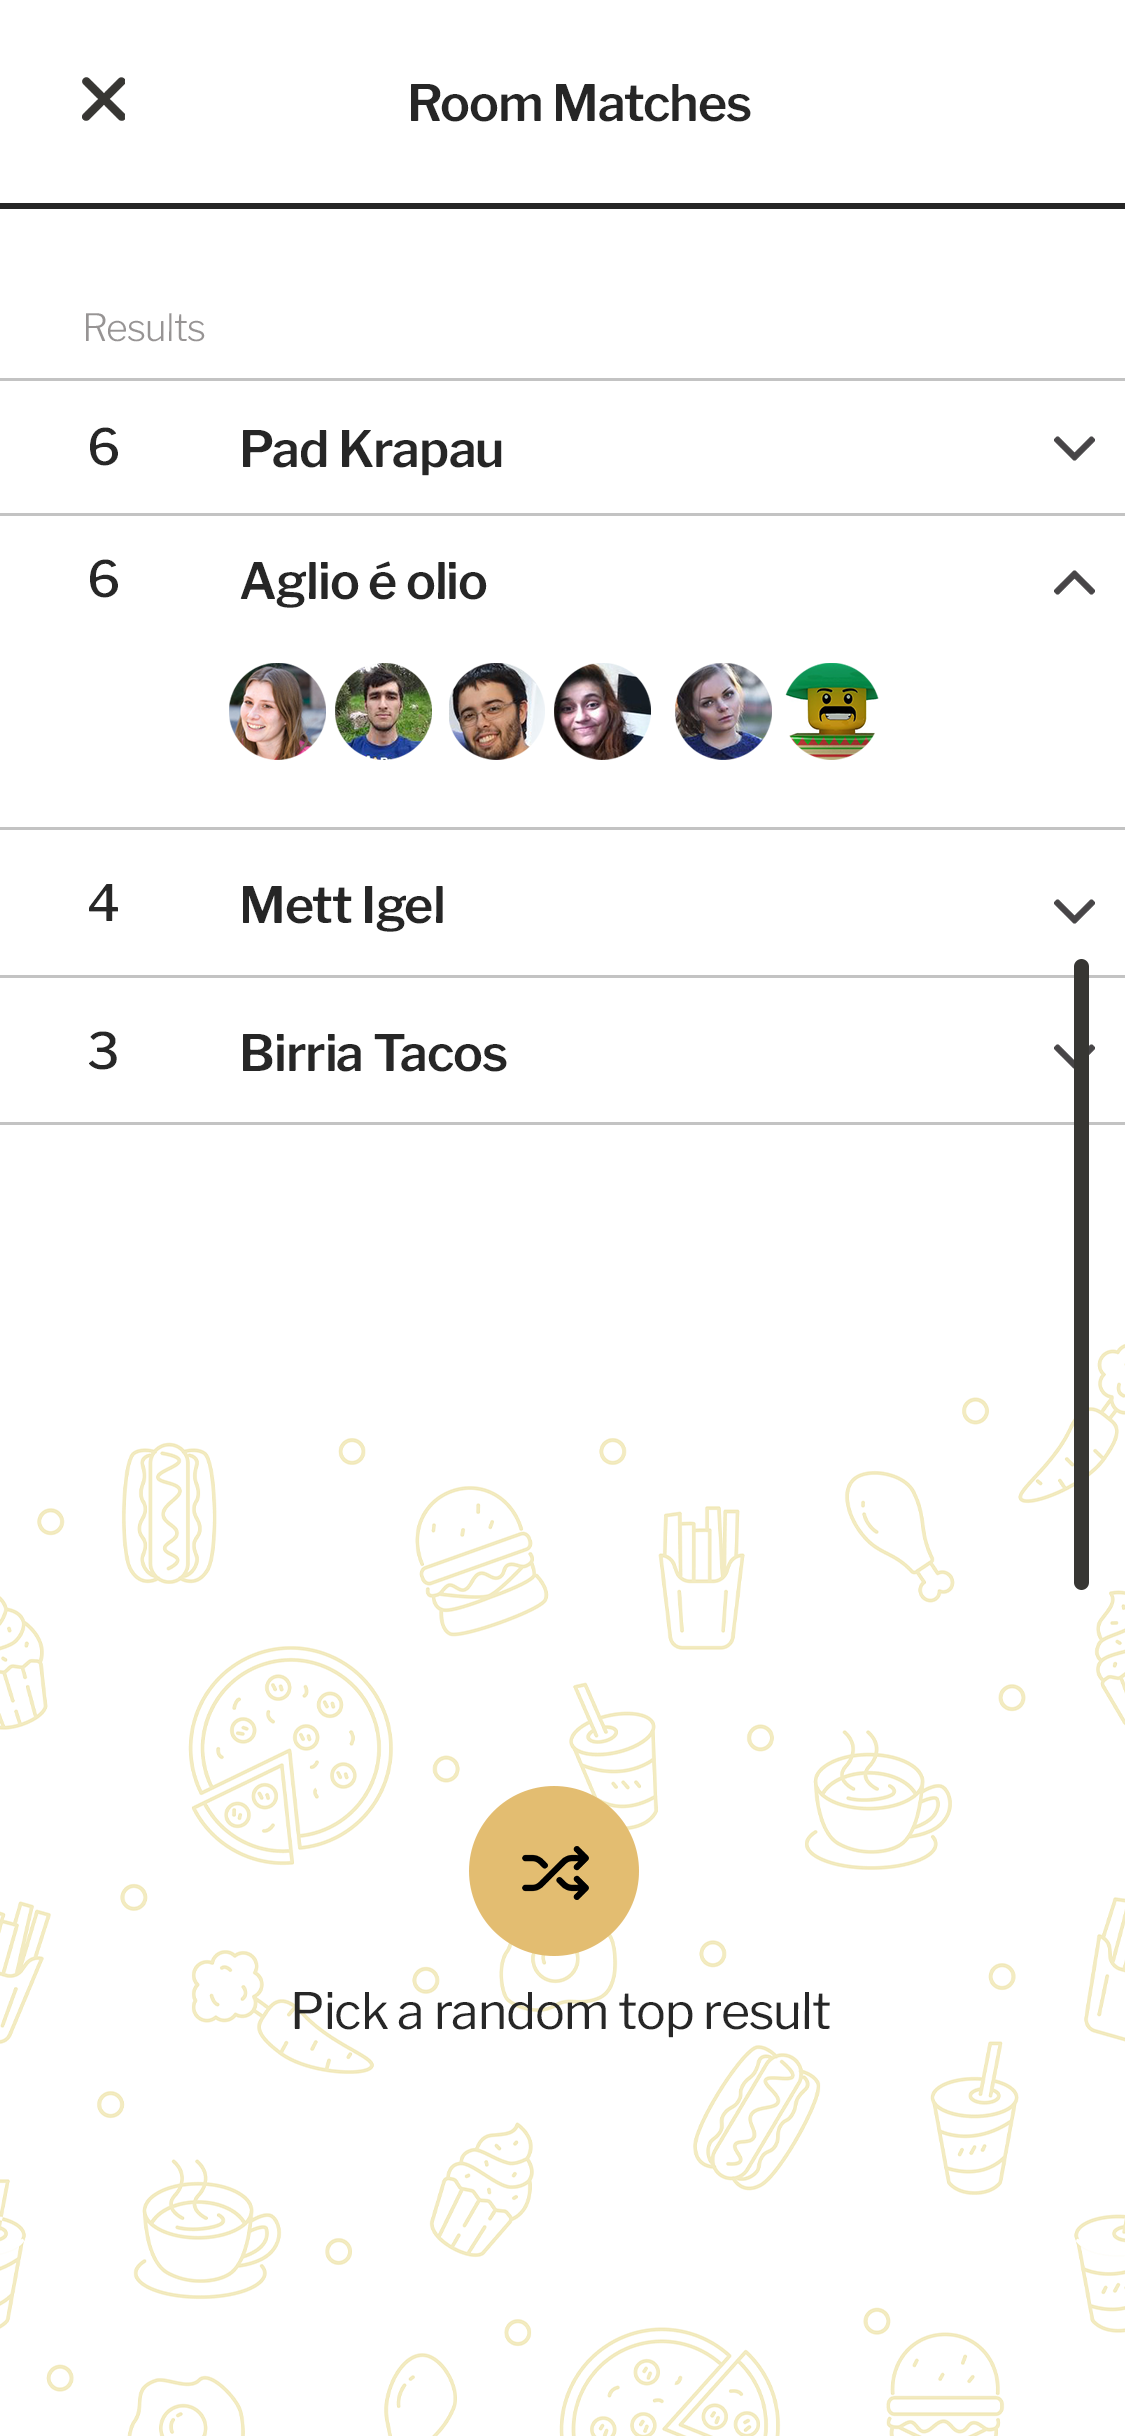 Room Matches
Results
6 Pad Krapau
6 Aglio é olio
4 Mett Igel
3 Birria Tacos
Pick a random top result